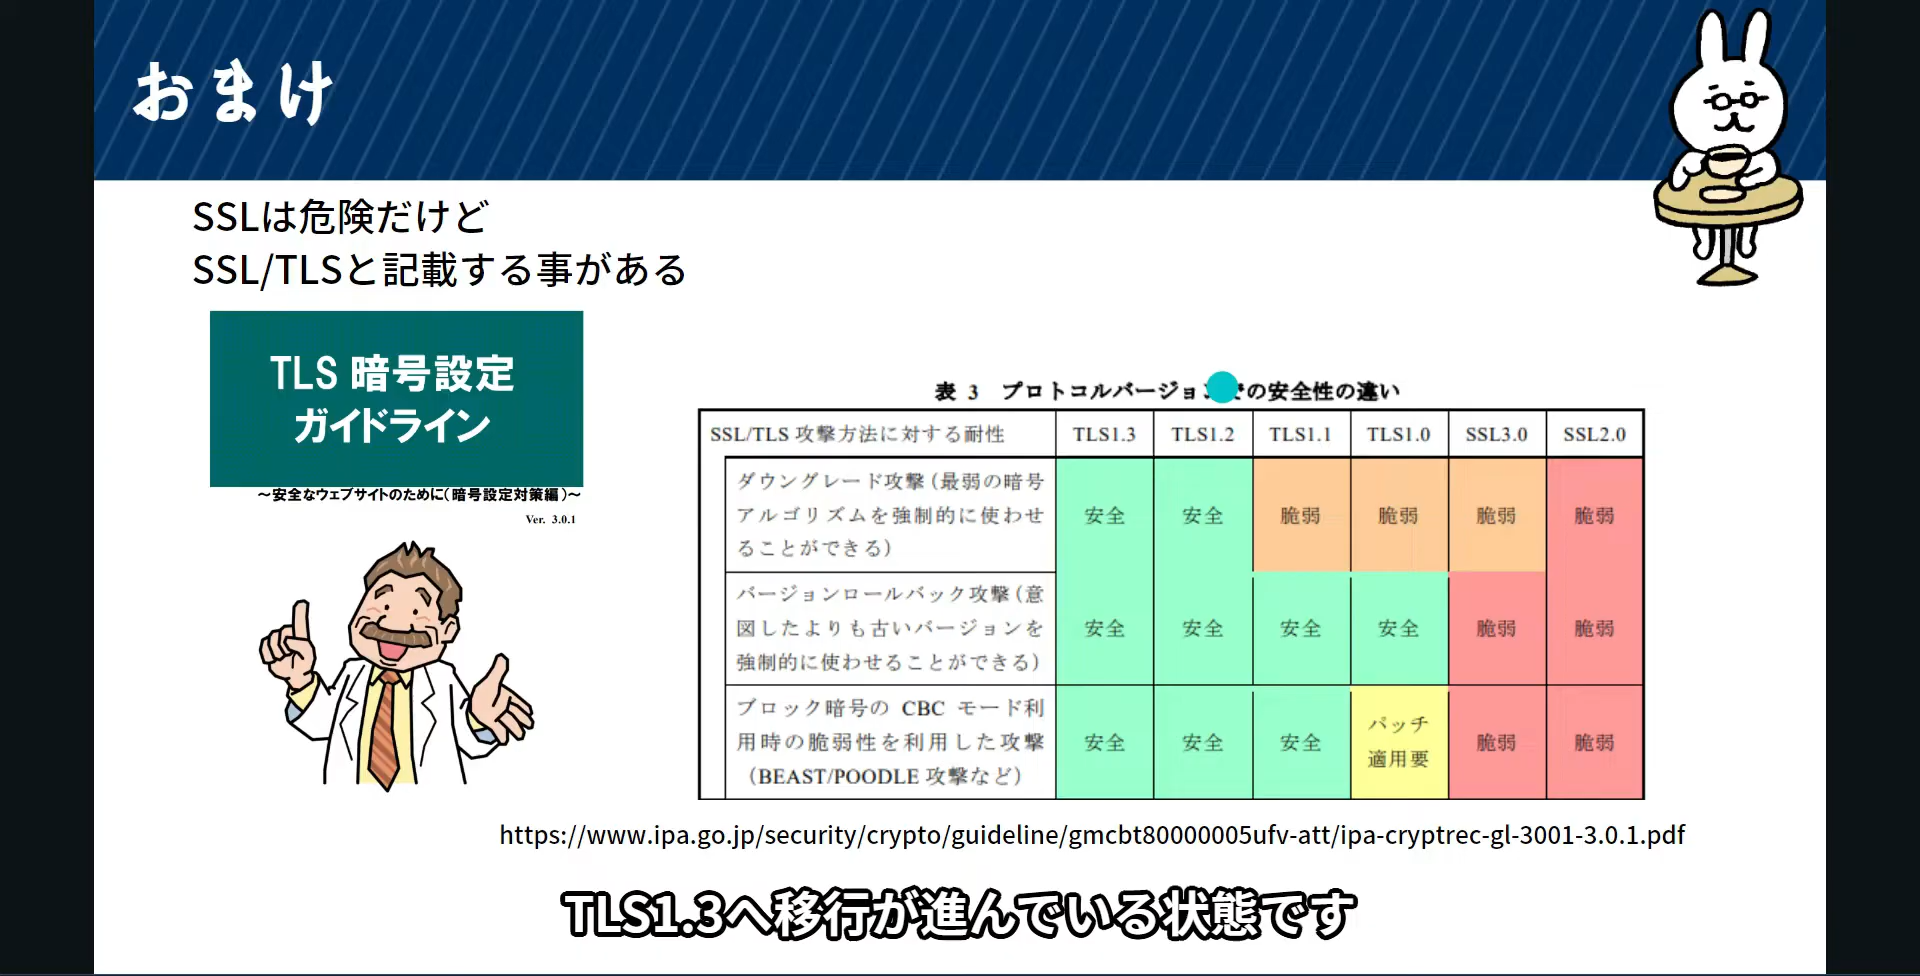 おまけ
SSLは危険だけど
SSL/TLSと記載する事がある
TLS 暗号設定
ガイドライン
～安全なウェブサイトのために（暗号設定対策編）～
Ver. 3.0.1
表 3 プロトコルバージョ の安全性の違い
SSL/TLS 攻撃方法に対する耐性 TLS1.3 TLS1.2 TLS1.1 TLS1.0 SSL3.0 SSL2.0
ダウングレード攻撃（最弱の暗号
アルゴリズムを強制的に使わせ
ることができる）
安全 安全 脆弱 脆弱 脆弱 脆弱
バージョンロールバック攻撃（意
図したよりも古いバージョンを
強制的に使わせることができる）
安全 安全 安全 安全 脆弱 脆弱
ブロック暗号の CBC モード利
用時の脆弱性を利用した攻撃
（BEAST/POODLE 攻撃など）
安全 安全 安全 パッチ
適用要 脆弱 脆弱
https://www.ipa.go.jp/security/crypto/guideline/gmcbt80000005ufv-att/ipa-cryptrec-gl-3001-3.0.1.pdf
TLS1.3へ移行が進んでいる状態です